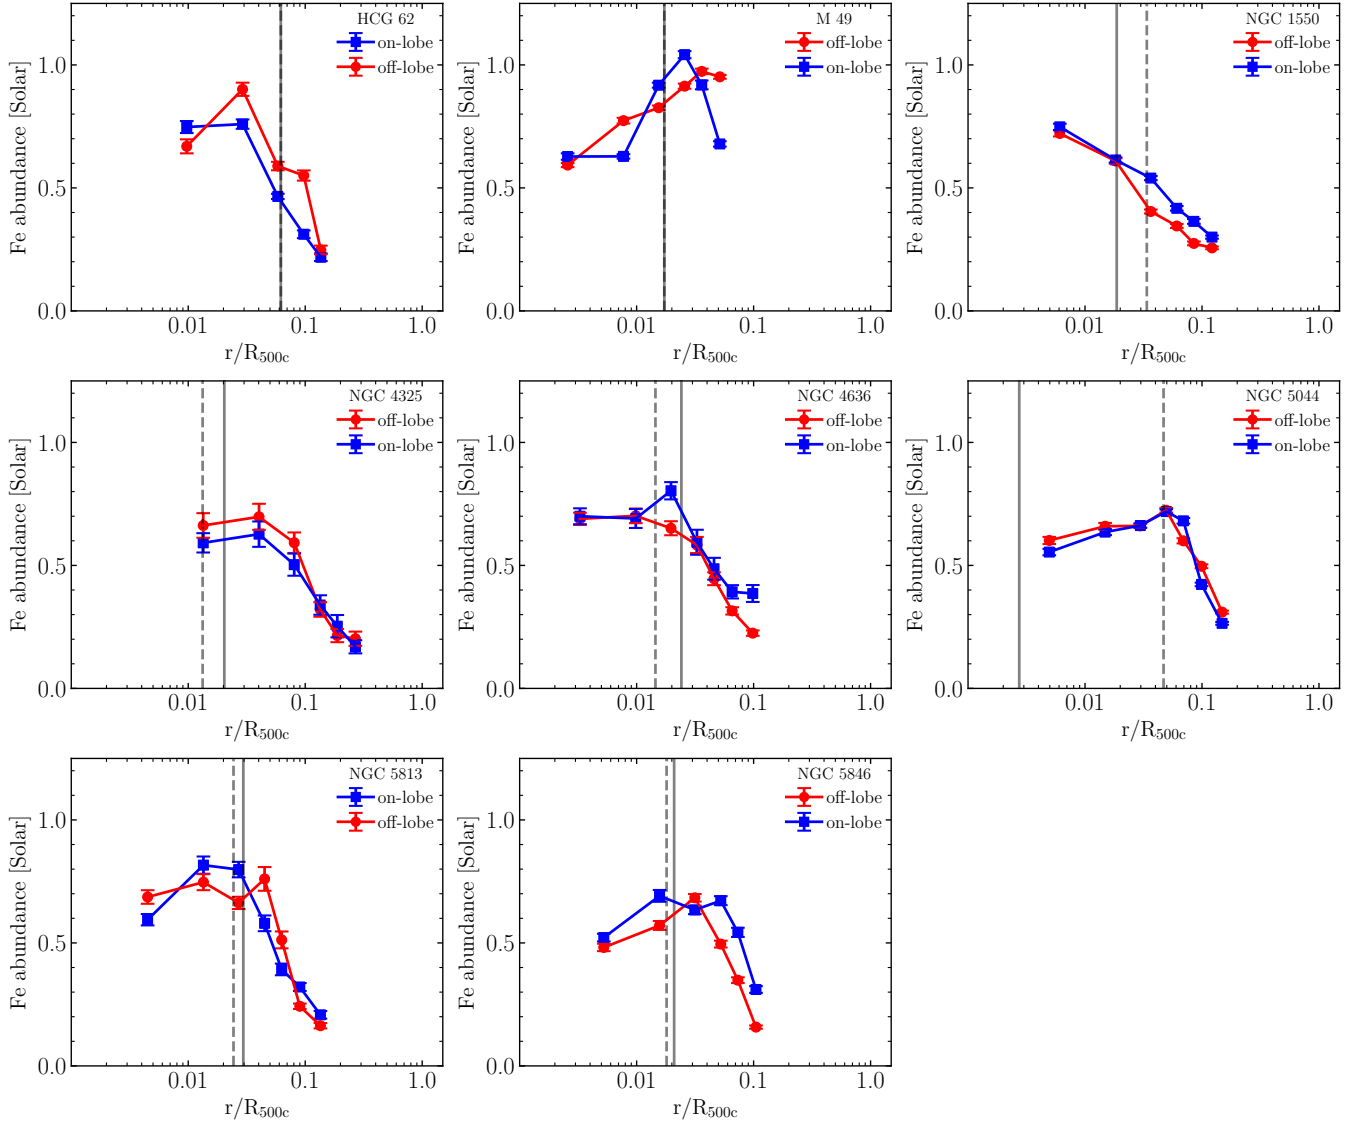 HCG 62
on-lobe
off-lobe
1.0
0.5
0.0
Fe abundance [Solar]
0.01
0.1
1.0
r/R500c
M 49
off-lobe
on-lobe
1.0
0.5
0.0
Fe abundance [Solar]
0.01
0.1
1.0
r/R500c
NGC 1550
off-lobe
on-lobe
1.0
0.5
0.0
Fe abundance [Solar]
0.01
0.1
1.0
r/R500c
NGC 4325
off-lobe
on-lobe
1.0
0.5
0.0
Fe abundance [Solar]
0.01
0.1
1.0
r/R500c
NGC 4636
off-lobe
on-lobe
1.0
0.5
0.0
Fe abundance [Solar]
0.01
0.1
1.0
r/R500c
NGC 5044
off-lobe
on-lobe
1.0
0.5
0.0
Fe abundance [Solar]
0.01
0.1
1.0
r/R500c
NGC 5813
on-lobe
off-lobe
1.0
0.5
0.0
Fe abundance [Solar]
0.01
0.1
1.0
r/R500c
NGC 5846
off-lobe
on-lobe
1.0
0.5
0.0
Fe abundance [Solar]
0.01
0.1
1.0
r/R500c